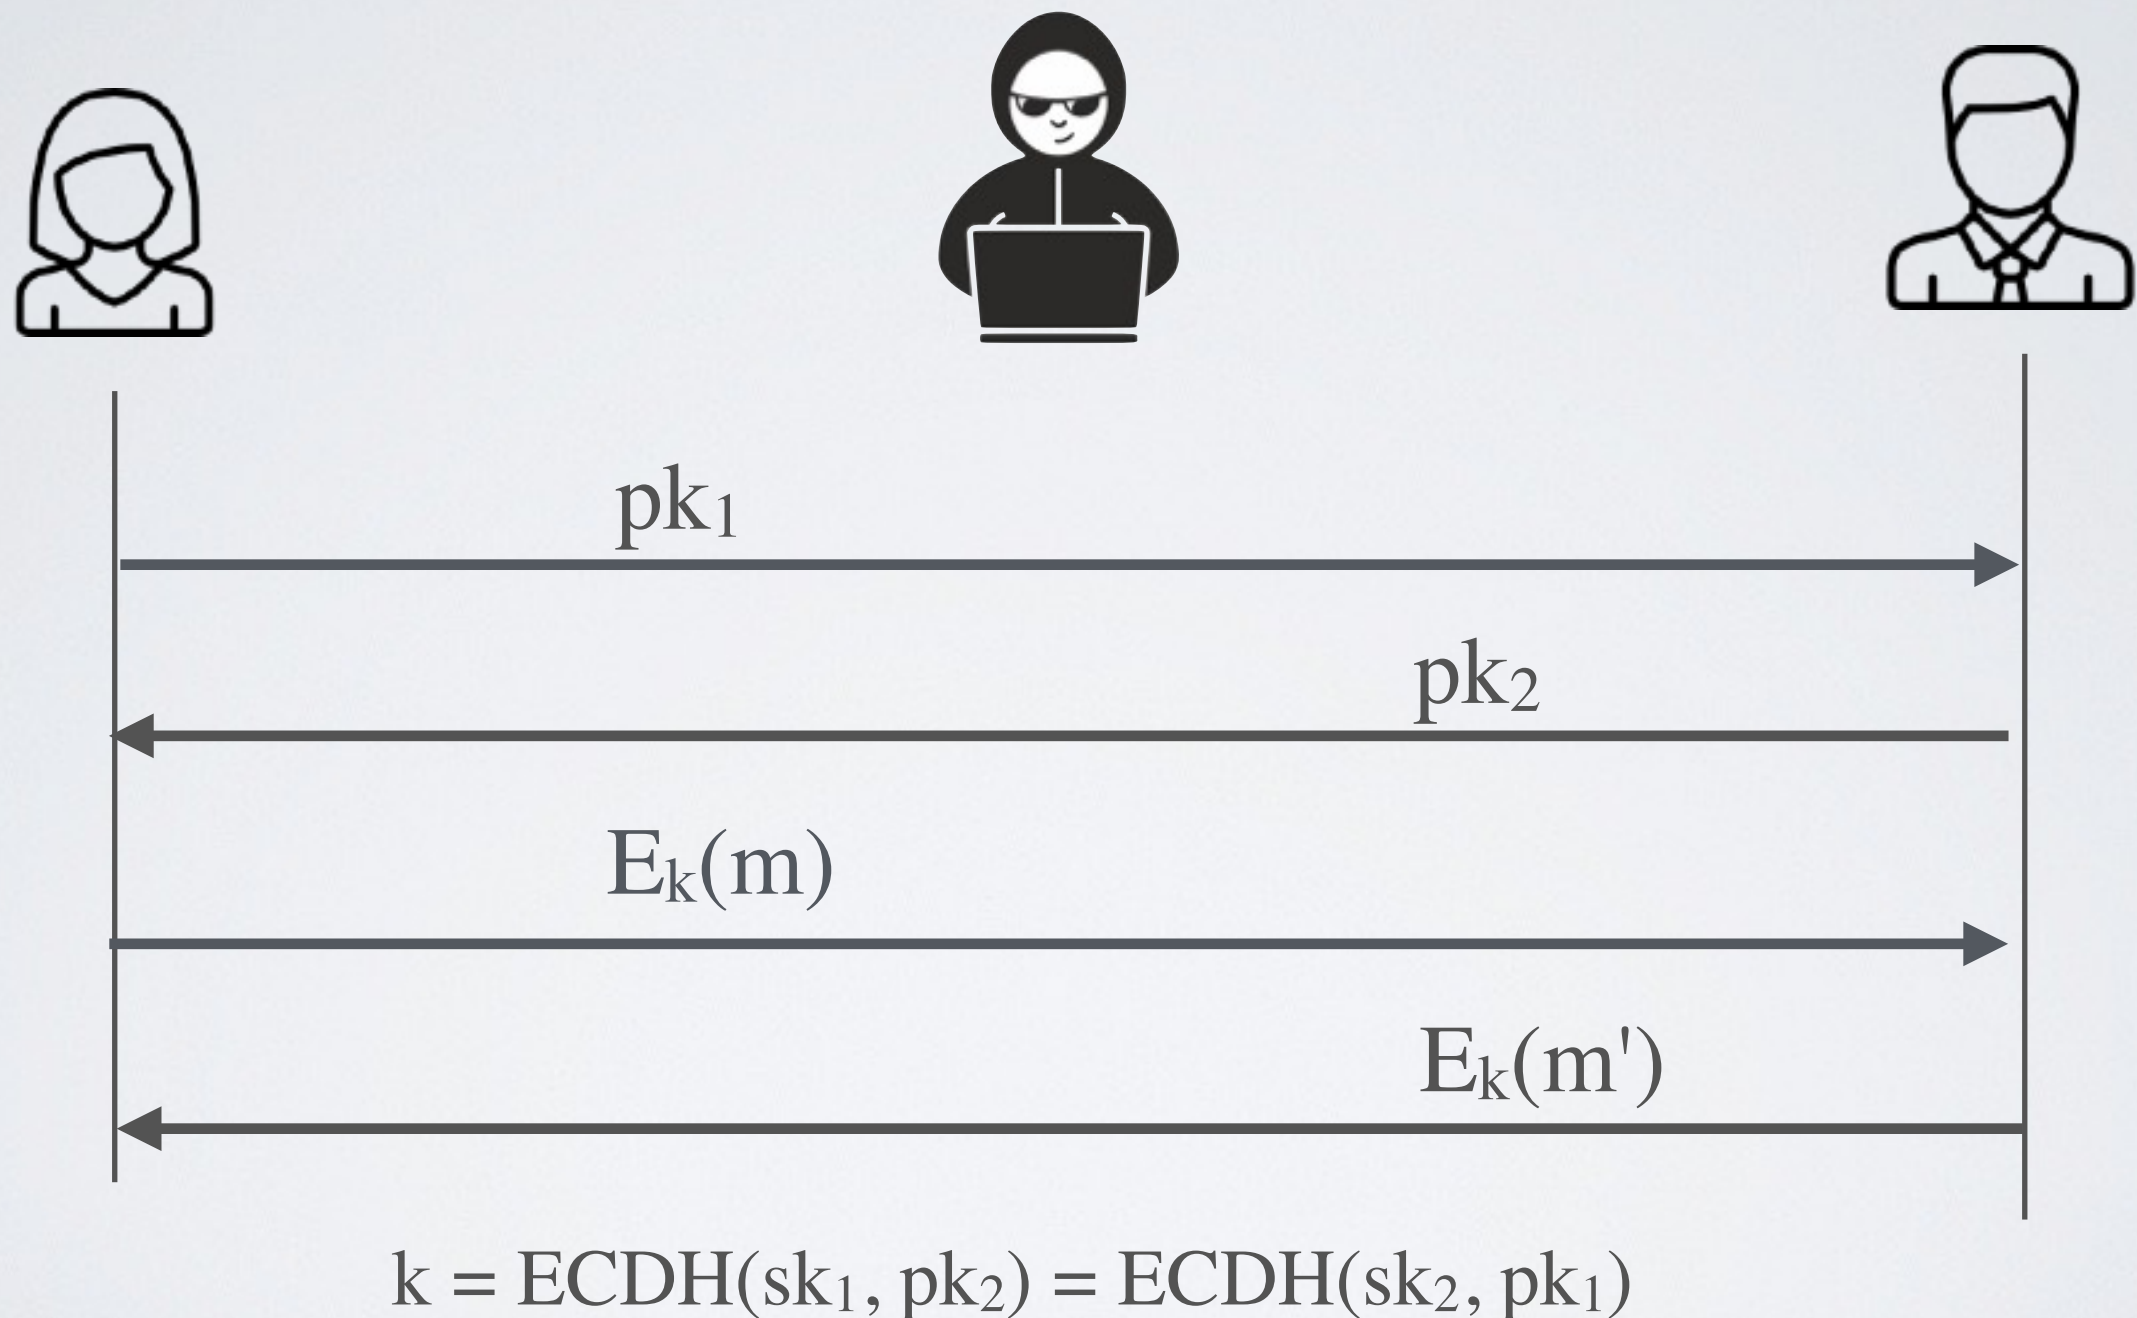 pk₁
pk₂
Eₖ(m)
Eₖ(m')
k = ECDH(sk₁, pk₂) = ECDH(sk₂, pk₁)